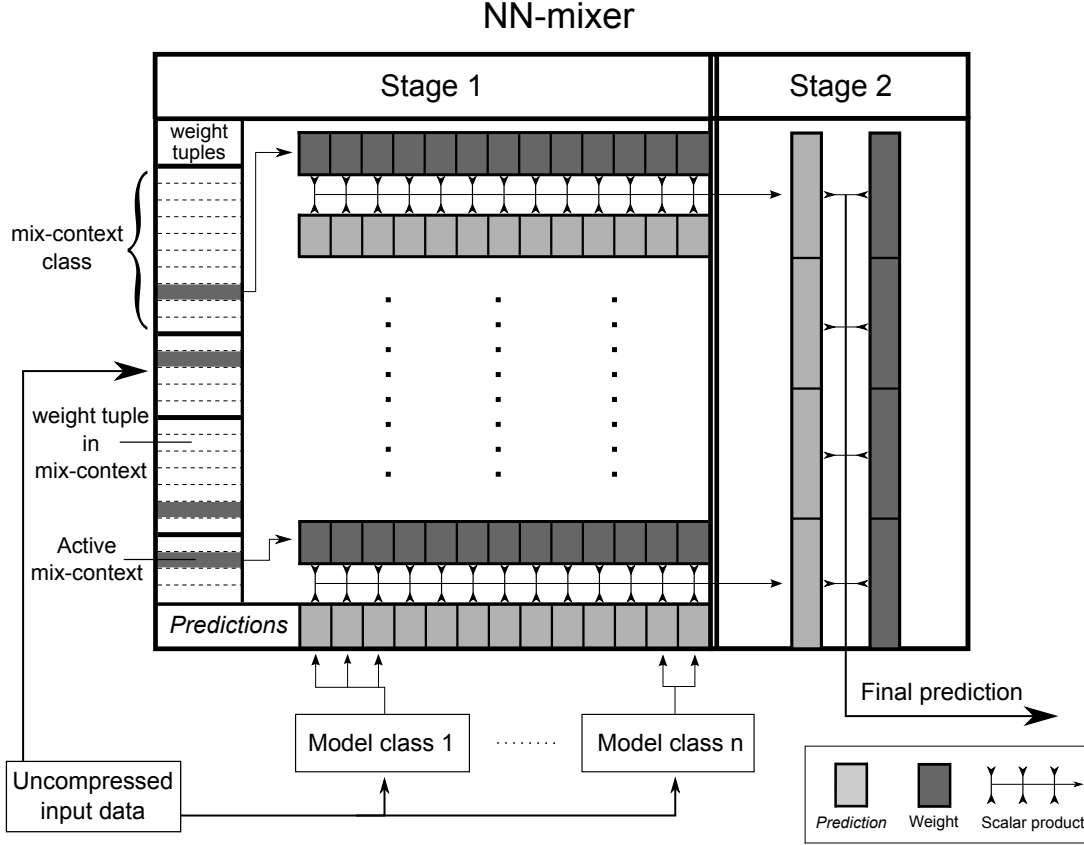 NN-mixer
Stage 1
Stage 2
weight
tuples
mix-context
class
weight tuple
in
mix-context
Active
mix-context
Predictions
Final prediction
Model class 1
........
Model class n
Uncompressed
input data
Prediction
Weight
Scalar product